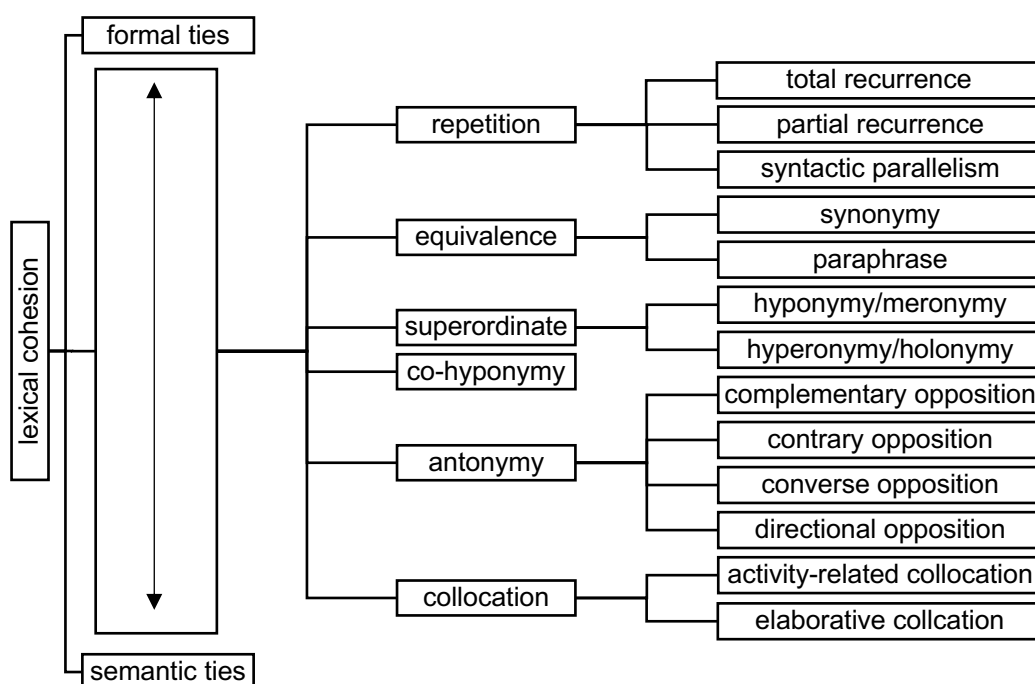 lexical cohesion
formal ties
semantic ties
repetition
total recurrence
partial recurrence
syntactic parallelism
equivalence
synonymy
paraphrase
superordinate
hyponymy/meronymy
hyperonymy/holonymy
co-hyponymy
antonymy
complementary opposition
contrary opposition
converse opposition
directional opposition
collocation
activity-related collocation
elaborative collcation